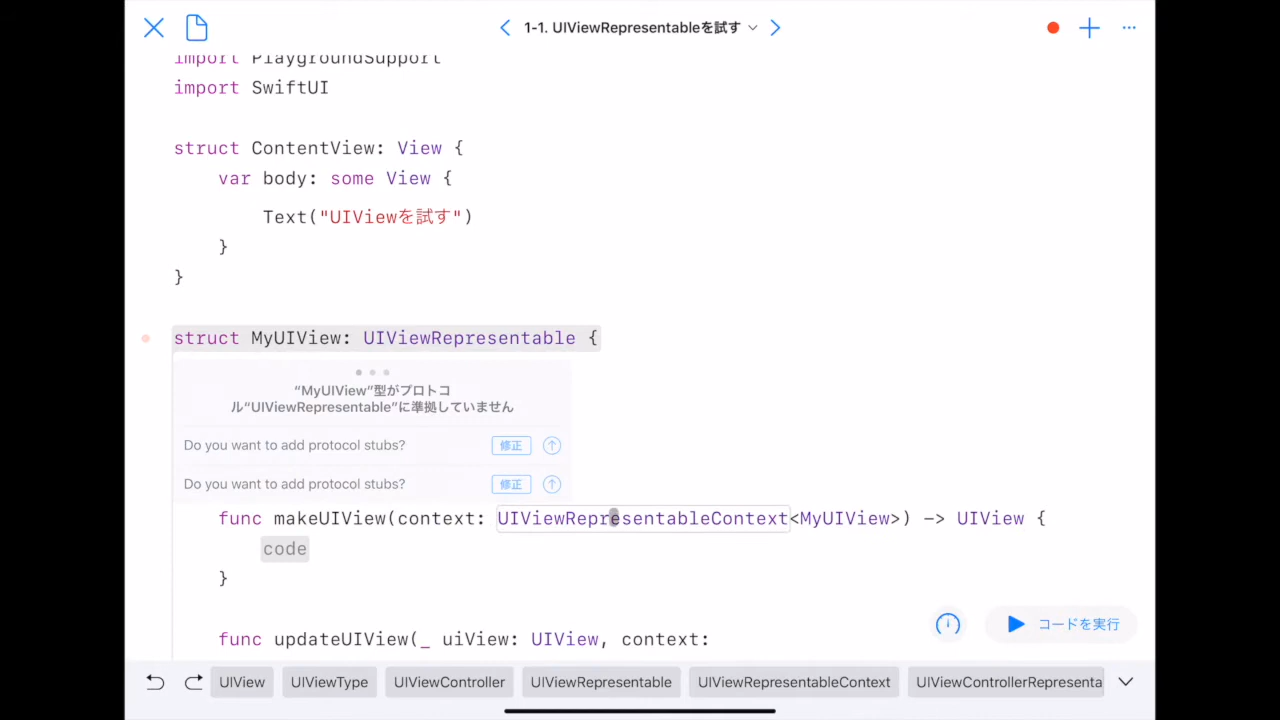 1-1. UIViewRepresentableを試す
import PlaygroundSupport
import SwiftUI
struct ContentView: View {
var body: some View {
Text("UIViewを試す")
}
}
struct MyUIView: UIViewRepresentable {
“MyUIView”型がプロトコ
ル“UIViewRepresentable”に準拠していません
Do you want to add protocol stubs? 修正
Do you want to add protocol stubs? 修正
func makeUIView(context: UIViewRepresentableContext<MyUIView>) -> UIView {
code
}
func updateUIView(_ uiView: UIView, context:
コードを実行
UIView UIViewType UIViewController UIViewRepresentable UIViewRepresentableContext UIViewControllerRepresenta